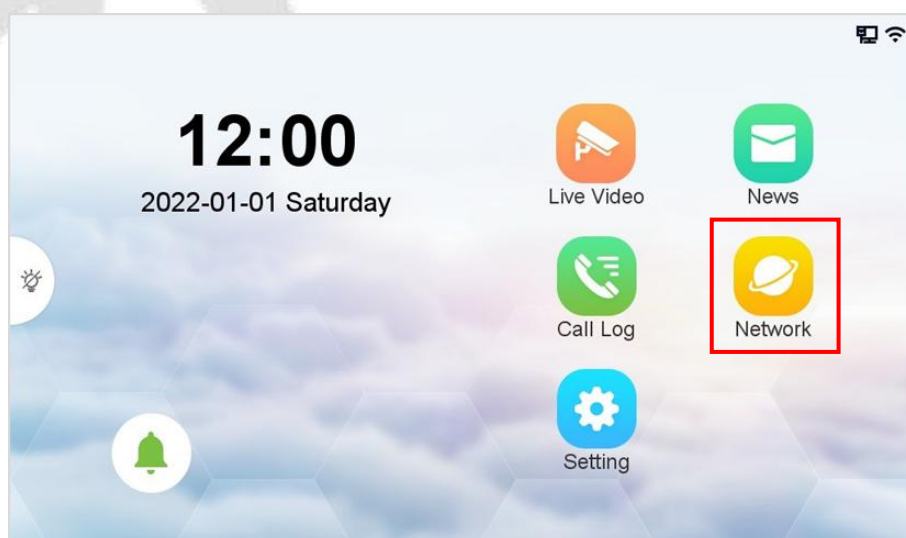 12:00
2022-01-01 Saturday
Live Video
News
Call Log
Network
Setting